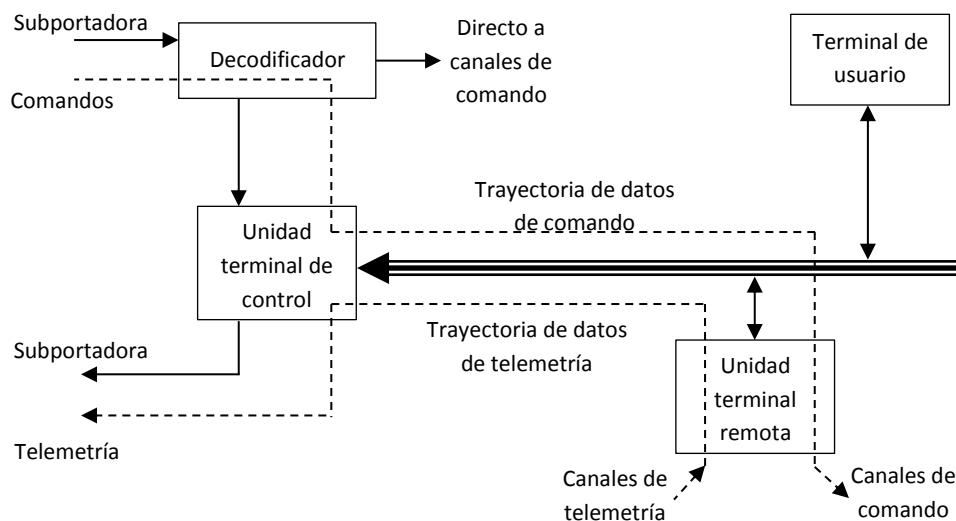 Subportadora
Decodificador
Directo a
canales de
comando
Terminal de
usuario
Comandos
Trayectoria de datos
de comando
Unidad
terminal de
control
Trayectoria de datos
de telemetría
Subportadora
Unidad
terminal
remota
Telemetría
Canales de
telemetría
Canales de
comando